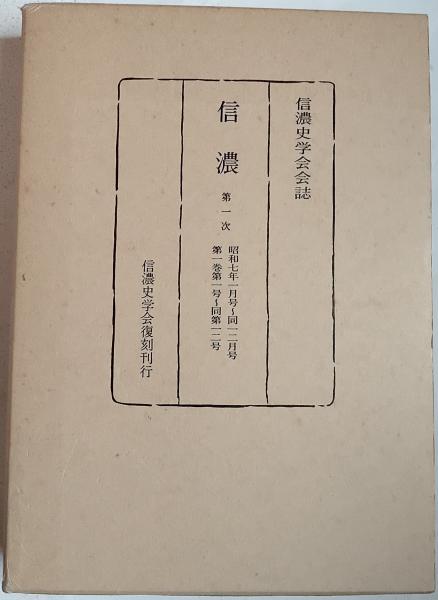 信濃史学会会誌
信濃
第一次
昭和七年一月号～同一二月号
第一巻第一号～同第一二号
信濃史学会復刻刊行